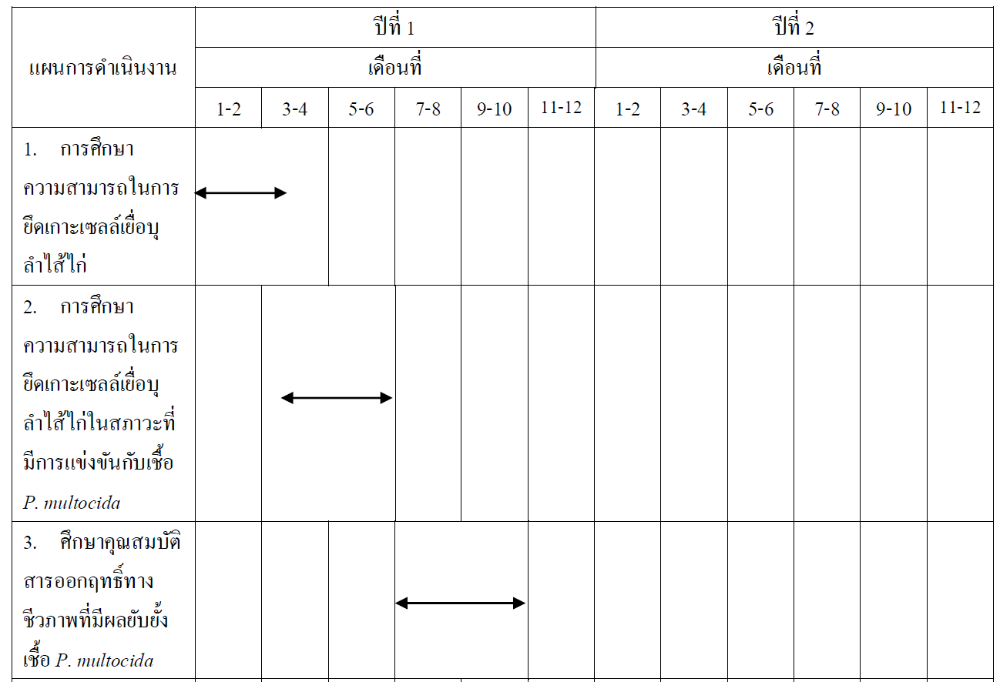 ปีที่ 1 ปีที่ 2
แผนการดำเนินงาน เดือนที่ เดือนที่
1-2 3-4 5-6 7-8 9-10 11-12 1-2 3-4 5-6 7-8 9-10 11-12
1. การศึกษา
ความสามารถในการ
ยึดเกาะเซลล์เยื่อบุ
ลำไส้ไก่
2. การศึกษา
ความสามารถในการ
ยึดเกาะเซลล์เยื่อบุ
ลำไส้ไก่ในสภาวะที่
มีการแข่งขันกับเชื้อ
P. multocida
3. ศึกษาคุณสมบัติ
สารออกฤทธิ์ทาง
ชีวภาพที่มีผลยับยั้ง
เชื้อ P. multocida